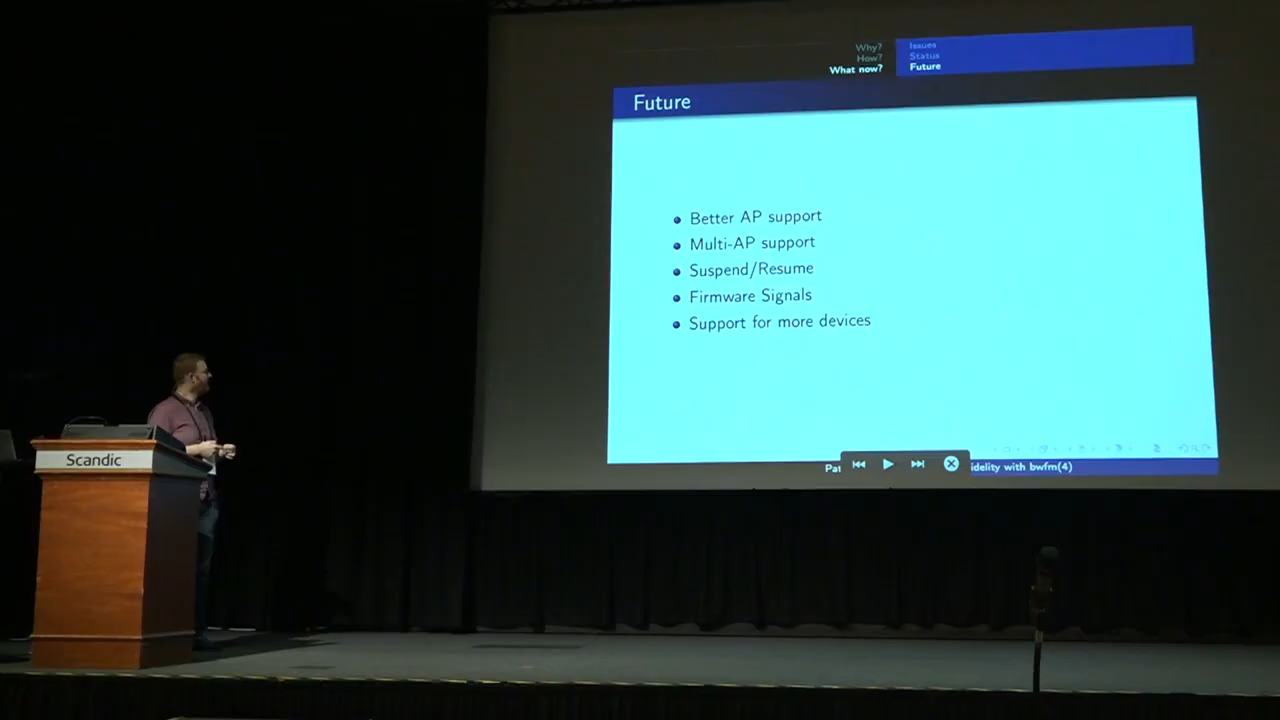 Why?
How?
What now?
Issues
Status
Future
Future
Better AP support
Multi-AP support
Suspend/Resume
Firmware Signals
Support for more devices
idelity with bwfm(4)
Scandic